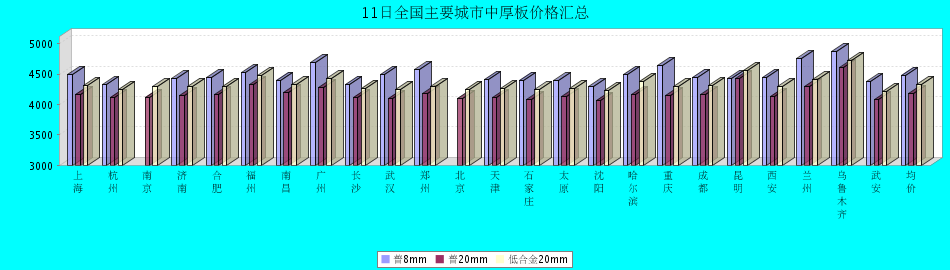 11日全国主要城市中厚板价格汇总
5000
4500
4000
3500
3000
上海 杭州 南京 济南 合肥 福州 南昌 广州 长沙 武汉 郑州 北京 天津 石家庄 太原 沈阳 哈尔滨 重庆 成都 昆明 西安 兰州 乌鲁木齐 武安 均价
普8mm 普20mm 低合金20mm